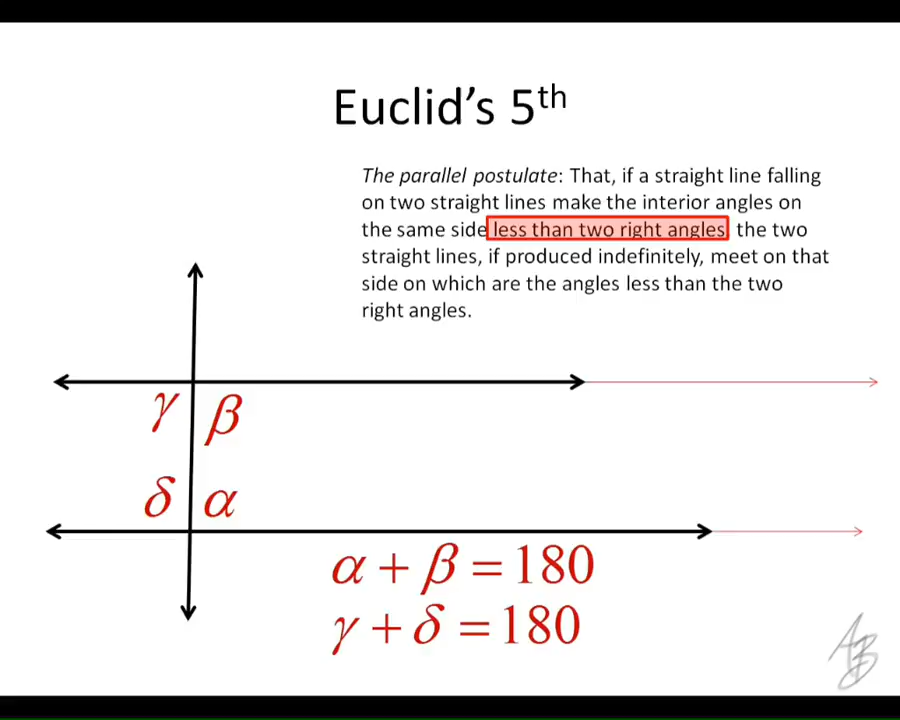 Euclid's 5th
The parallel postulate: That, if a straight line falling
on two straight lines make the interior angles on
the same side less than two right angles, the two
straight lines, if produced indefinitely, meet on that
side on which are the angles less than the two
right angles.
γ β
δ α
α + β = 180
γ + δ = 180